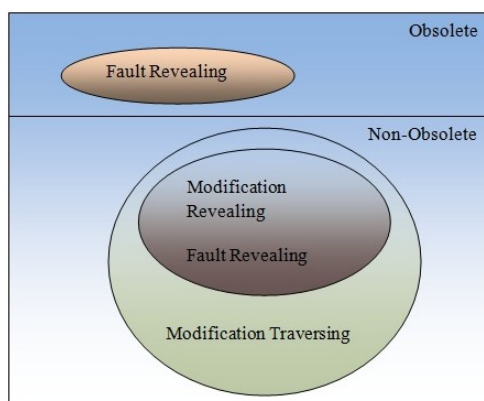 Obsolete
Fault Revealing
Non-Obsolete
Modification
Revealing
Fault Revealing
Modification Traversing